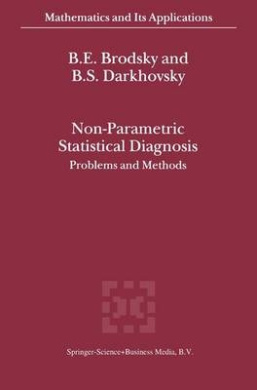 Mathematics and Its Applications
B.E. Brodsky and
B.S. Darkhovsky
Non-Parametric
Statistical Diagnosis
Problems and Methods
Springer-Science+Business Media, B.V.